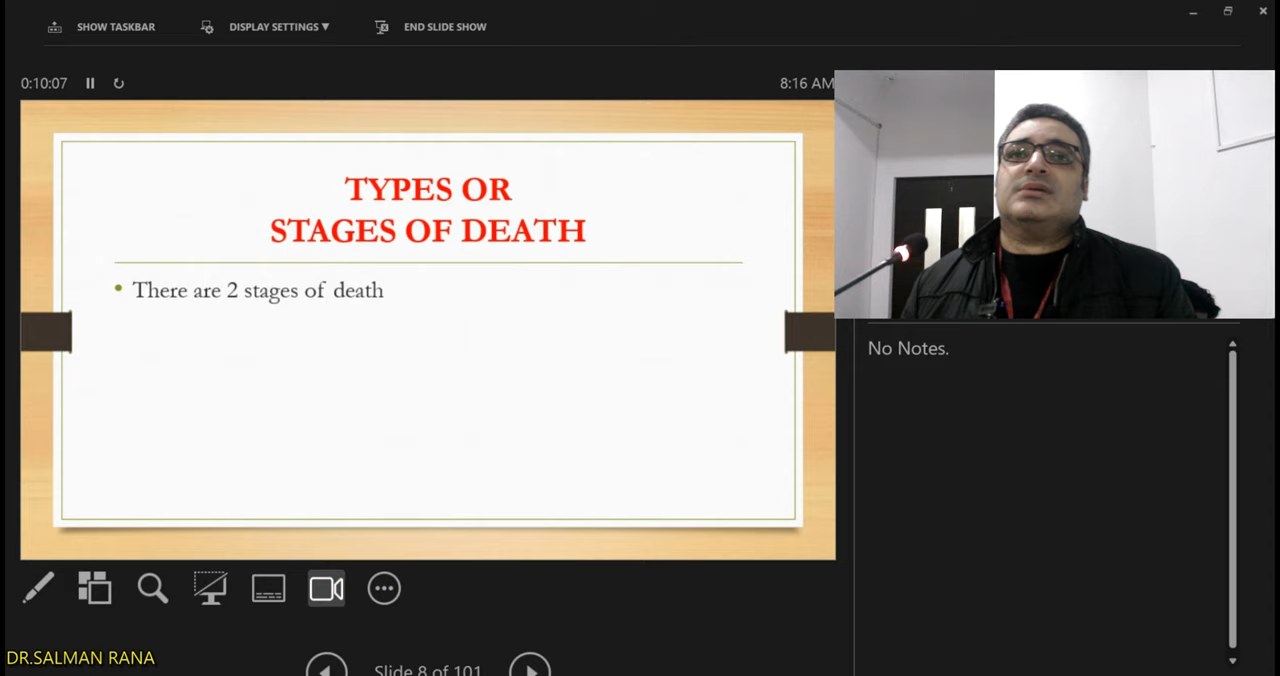 SHOW TASKBAR
DISPLAY SETTINGS ▼
END SLIDE SHOW
0:10:07
8:16 AM
TYPES OR
STAGES OF DEATH
• There are 2 stages of death
No Notes.
Slide 8 of 101
DR.SALMAN RANA